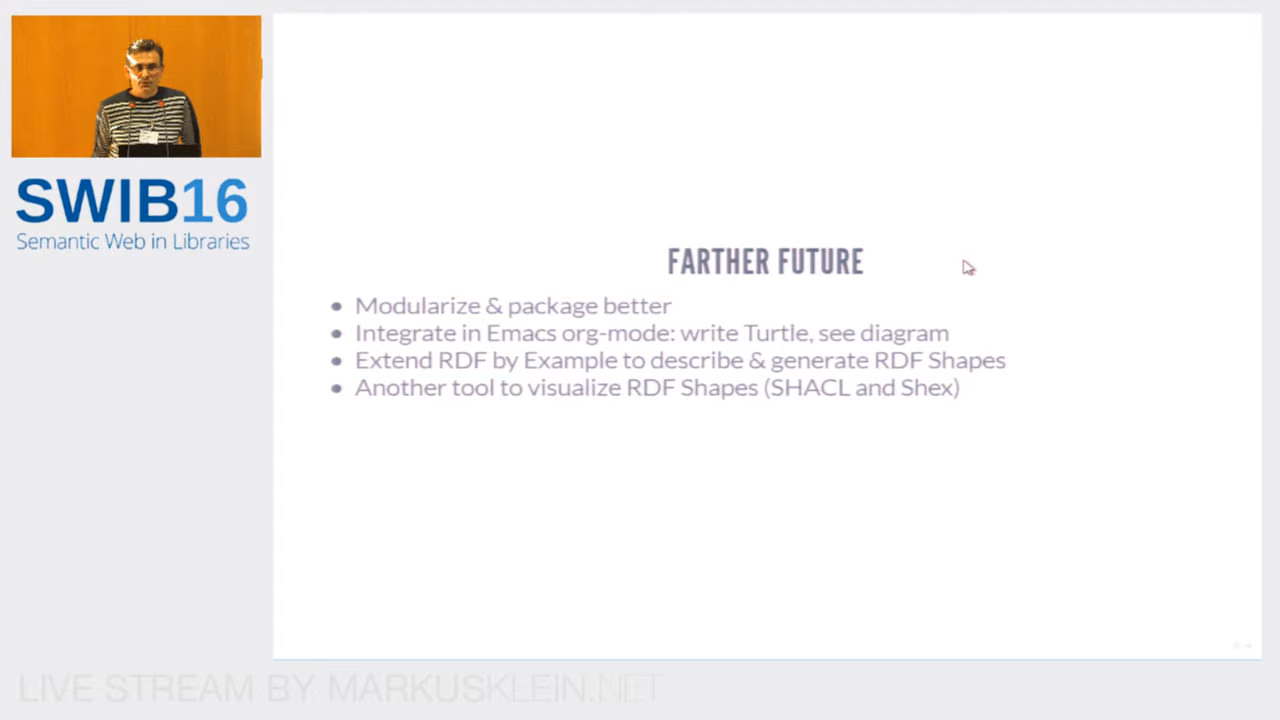 SWIB16
Semantic Web in Libraries
FARTHER FUTURE
Modularize & package better
Integrate in Emacs org-mode: write Turtle, see diagram
Extend RDF by Example to describe & generate RDF Shapes
Another tool to visualize RDF Shapes (SHACL and Shex)
LIVE STREAM BY MARKUSKLEIN.NET